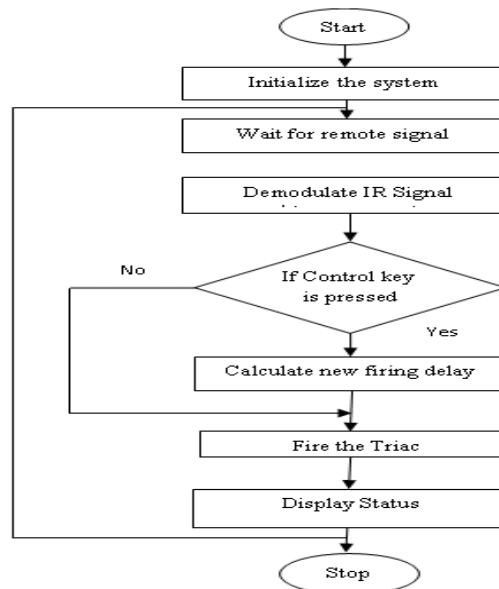 Start
Initialize the system
Wait for remote signal
Demodulate IR Signal
No
If Control key
is pressed
Yes
Calculate new firing delay
Fire the Triac
Display Status
Stop